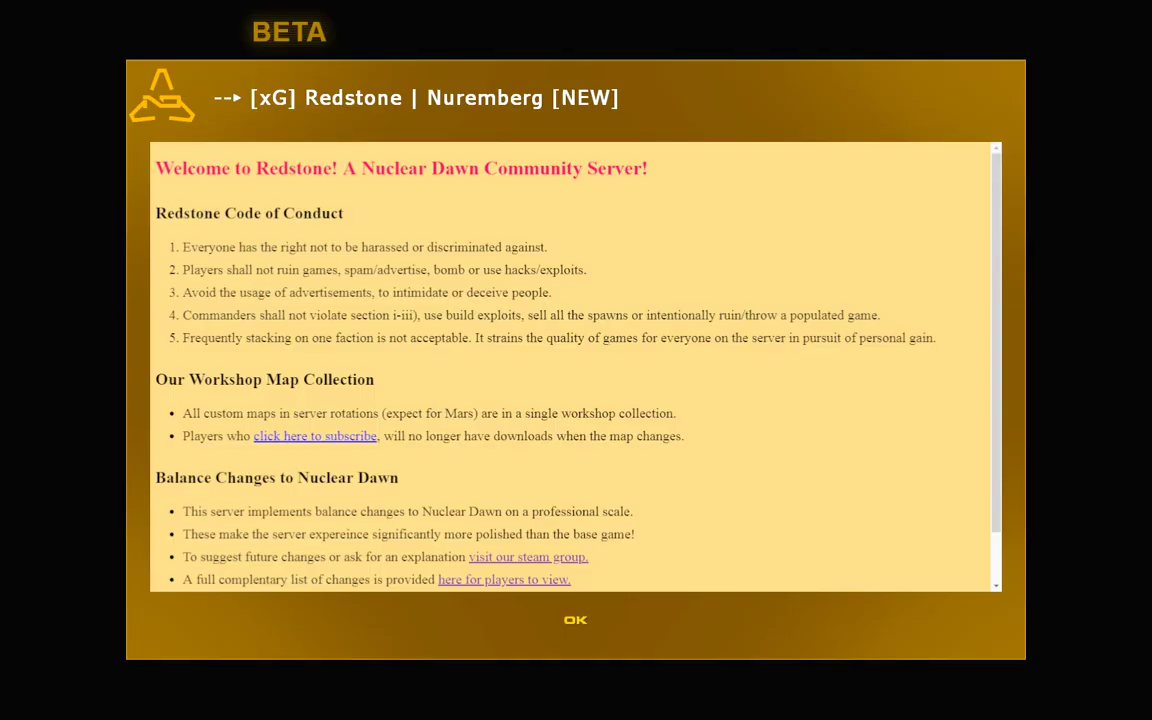 BETA
--▸ [xG] Redstone | Nuremberg [NEW]
Welcome to Redstone! A Nuclear Dawn Community Server!
Redstone Code of Conduct
1. Everyone has the right not to be harassed or discriminated against.
2. Players shall not ruin games, spam/advertise, bomb or use hacks/exploits.
3. Avoid the usage of advertisements, to intimidate or deceive people.
4. Commanders shall not violate section i-iii), use build exploits, sell all the spawns or intentionally ruin/throw a populated game.
5. Frequently stacking on one faction is not acceptable. It strains the quality of games for everyone on the server in pursuit of personal gain.
Our Workshop Map Collection
• All custom maps in server rotations (expect for Mars) are in a single workshop collection.
• Players who click here to subscribe, will no longer have downloads when the map changes.
Balance Changes to Nuclear Dawn
• This server implements balance changes to Nuclear Dawn on a professional scale.
• These make the server expereince significantly more polished than the base game!
• To suggest future changes or ask for an explanation visit our steam group.
• A full complentary list of changes is provided here for players to view.
OK